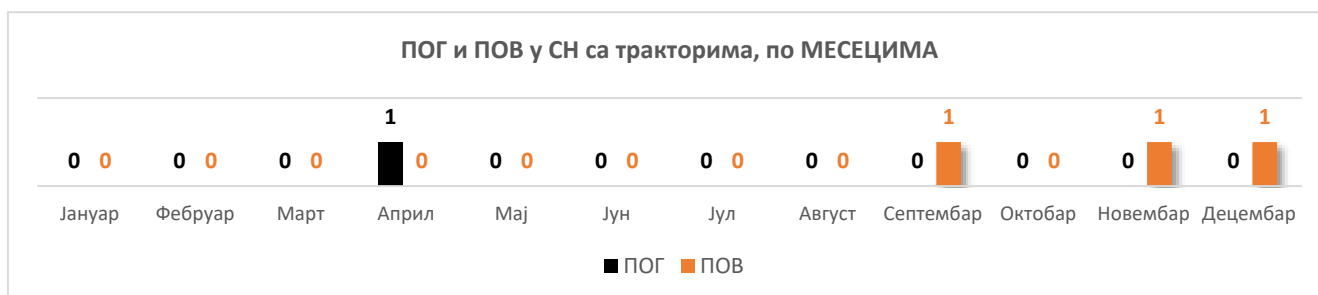 ПОГ и ПОВ у СН са тракторима, по МЕСЕЦИМА
1 1 1 1
0 0 0 0 0 0 0 0 0 0 0 0 0 0 0 0 0 0 0 0
Јануар Фебруар Март Април Мај Јун Јул Август Септембар Октобар Новембар Децембар
ПОГ ПОВ